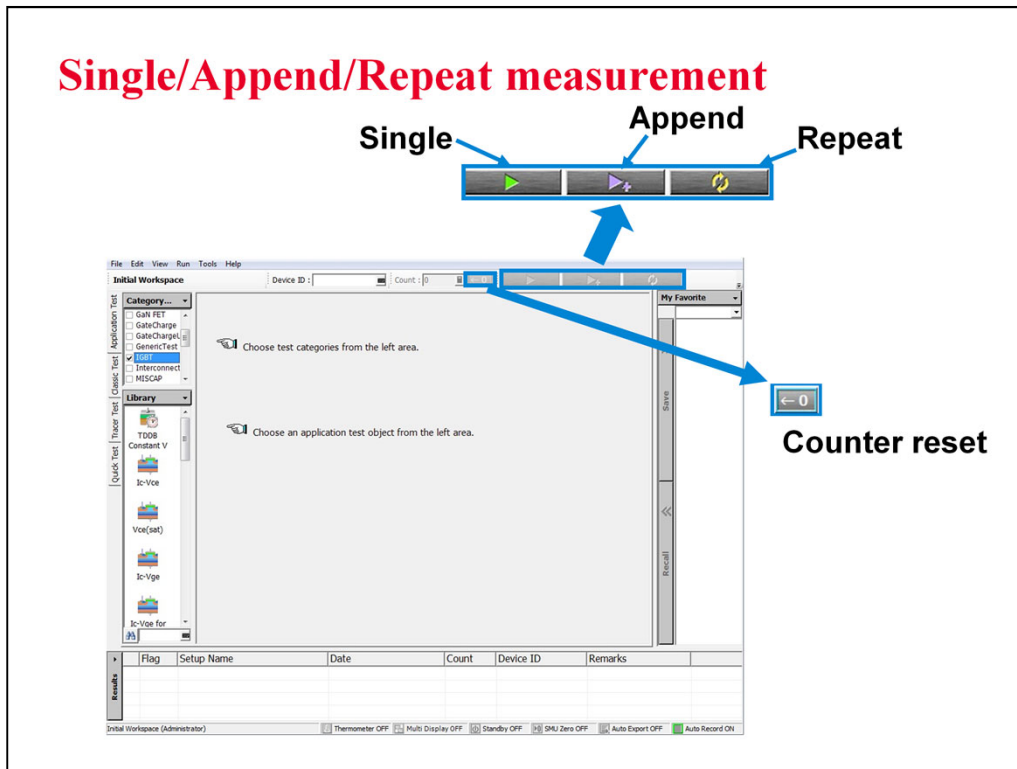 Single/Append/Repeat measurement
Single
Append
Repeat
File Edit View Run Tools Help
Initial Workspace
Device ID :
Count : 0
← 0
Application Test
Classic Test
Tracer Test
Quick Test
Category...
GaN FET
GateCharge
GateChargeU
GenericTest
IGBT
Interconnect
MISCAP
Library
TDDB
Constant V
Ic-Vce
Vce(sat)
Ic-Vge
Ic-Vge for
Choose test categories from the left area.
Choose an application test object from the left area.
My Favorite
Save
Recall
← 0
Counter reset
Results
Flag Setup Name Date Count Device ID Remarks
Initial Workspace (Administrator) Thermometer OFF Multi Display OFF Standby OFF SMU Zero OFF Auto Export OFF Auto Record ON